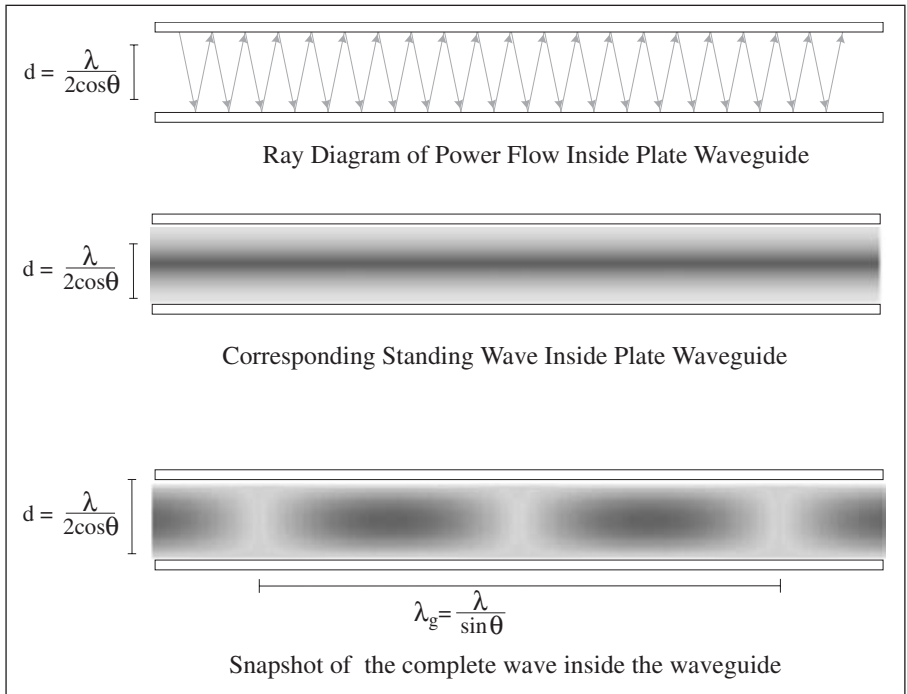 d = λ / 2cosθ
Ray Diagram of Power Flow Inside Plate Waveguide
d = λ / 2cosθ
Corresponding Standing Wave Inside Plate Waveguide
d = λ / 2cosθ
λg = λ / sinθ
Snapshot of the complete wave inside the waveguide